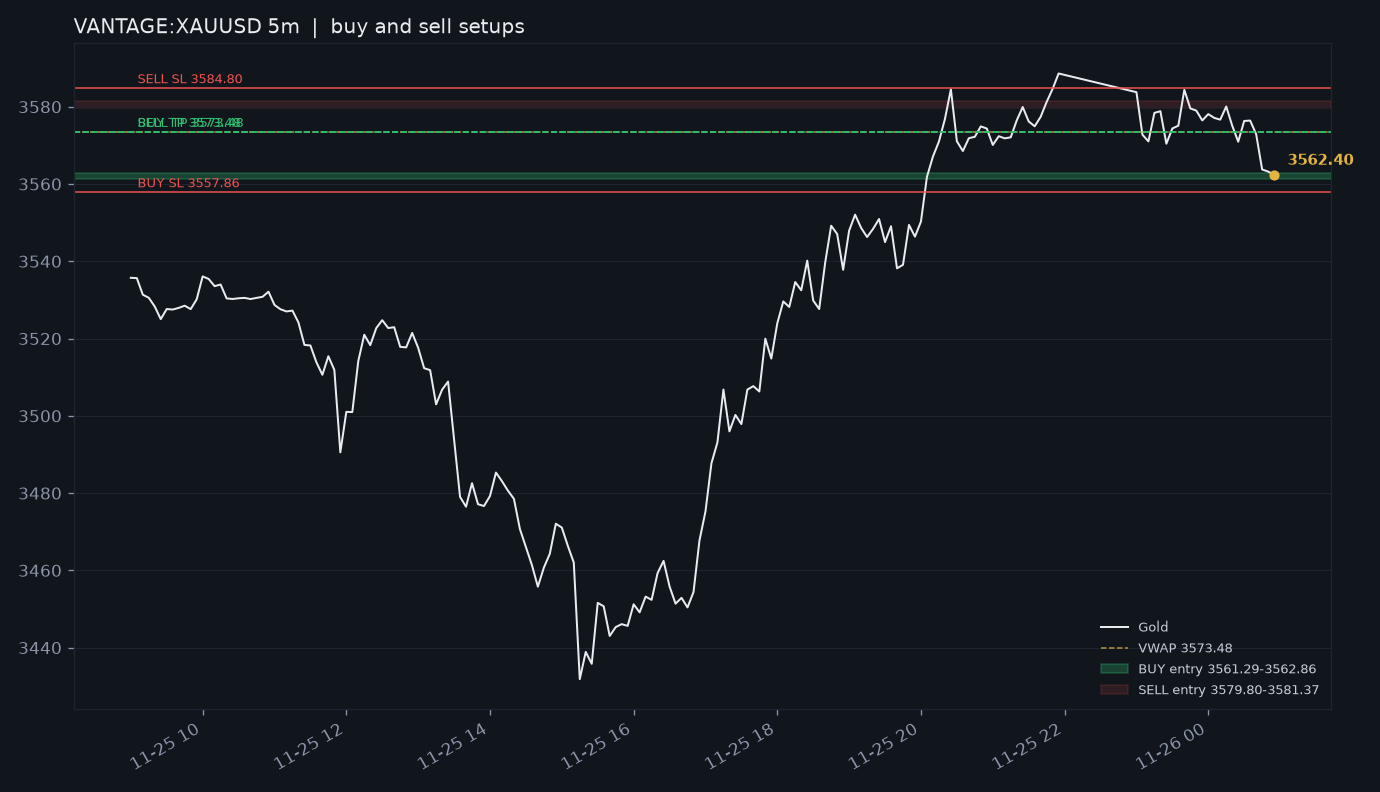 VANTAGE:XAUUSD 5m | buy and sell setups
SELL SL 3584.80
3580
3573.48
3562.40
3560
BUY SL 3557.86
3540
3520
3500
3480
3460
3440
Gold
VWAP 3573.48
BUY entry 3561.29-3562.86
SELL entry 3579.80-3581.37
11-25 10
11-25 12
11-25 14
11-25 16
11-25 18
11-25 20
11-25 22
11-26 00